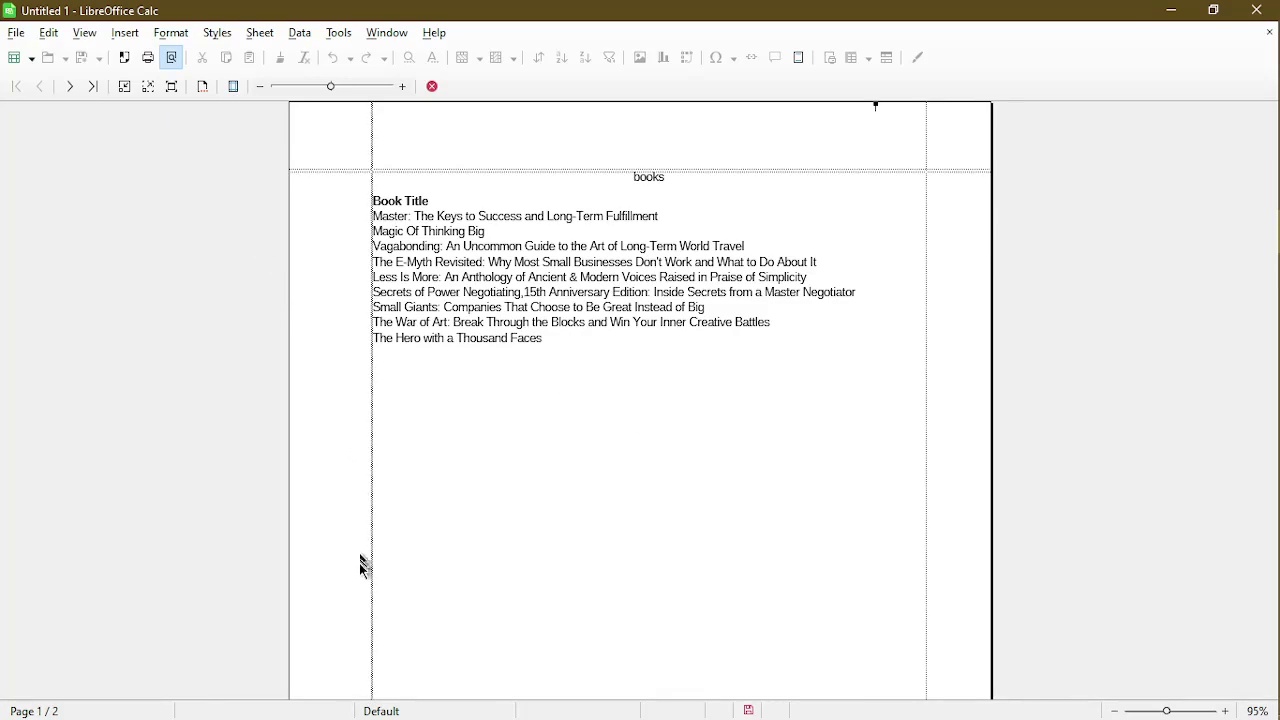 Untitled 1 - LibreOffice Calc
File Edit View Insert Format Styles Sheet Data Tools Window Help
books
Book Title
Master: The Keys to Success and Long-Term Fulfillment
Magic Of Thinking Big
Vagabonding: An Uncommon Guide to the Art of Long-Term World Travel
The E-Myth Revisited: Why Most Small Businesses Don't Work and What to Do About It
Less Is More: An Anthology of Ancient & Modern Voices Raised in Praise of Simplicity
Secrets of Power Negotiating,15th Anniversary Edition: Inside Secrets from a Master Negotiator
Small Giants: Companies That Choose to Be Great Instead of Big
The War of Art: Break Through the Blocks and Win Your Inner Creative Battles
The Hero with a Thousand Faces
Page 1 / 2 Default 95%